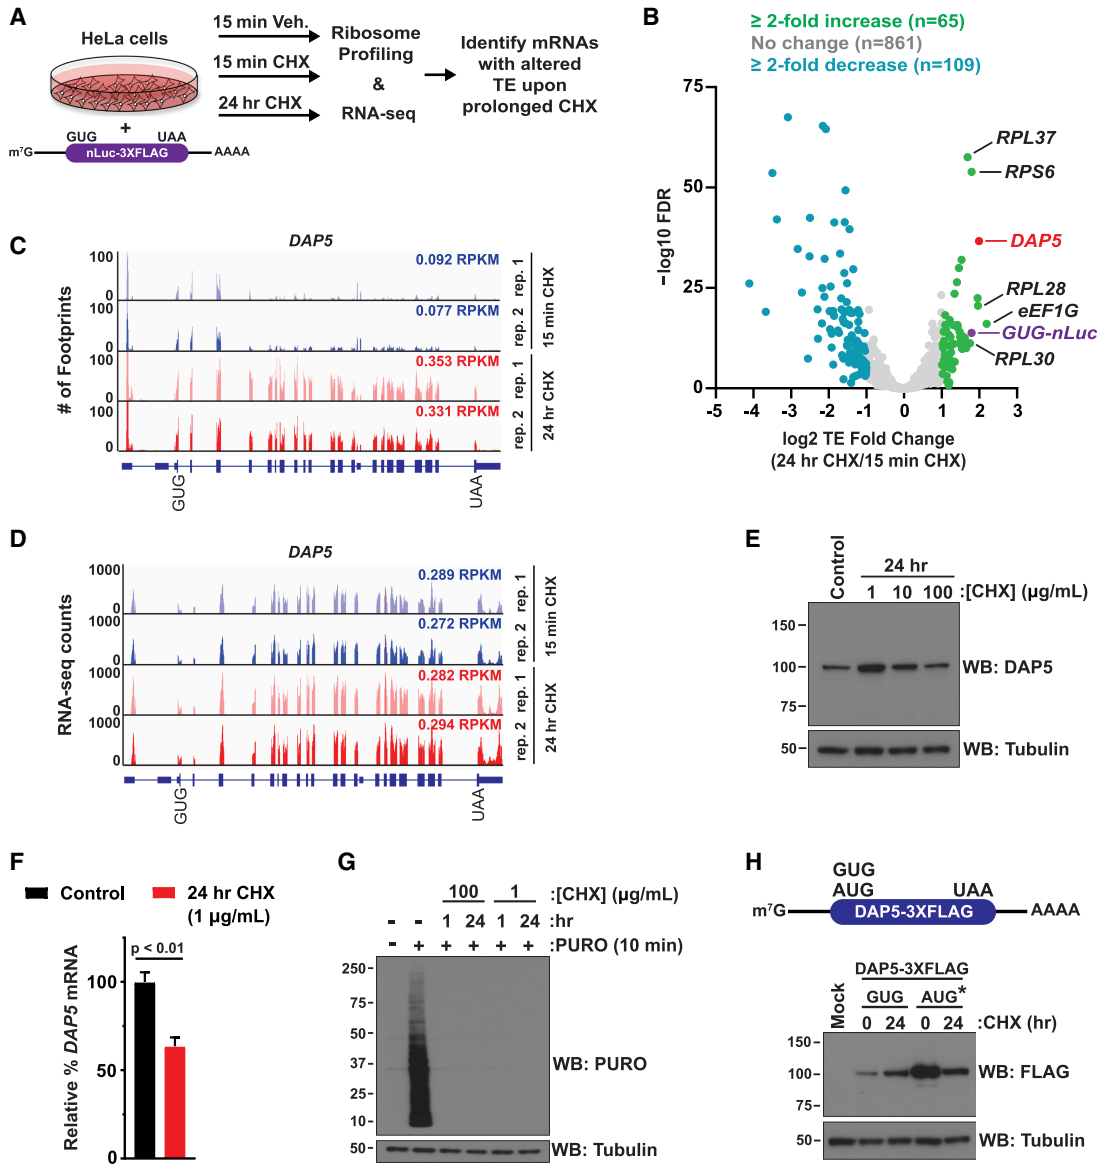 A
HeLa cells
+
GUG UAA
m⁷G nLuc-3XFLAG AAAA
15 min Veh.
15 min CHX
24 hr CHX
Ribosome
Profiling
&
RNA-seq
Identify mRNAs
with altered
TE upon
prolonged CHX
B
≥ 2-fold increase (n=65)
No change (n=861)
≥ 2-fold decrease (n=109)
75
50
25
0
−log10 FDR
RPL37
RPS6
DAP5
RPL28
eEF1G
GUG-nLuc
RPL30
-5 -4 -3 -2 -1 0 1 2 3
log2 TE Fold Change
(24 hr CHX/15 min CHX)
C
DAP5
# of Footprints
100
0
0.092 RPKM
rep. 1
100
0
0.077 RPKM
rep. 2
15 min CHX
100
0
0.353 RPKM
rep. 1
100
0
0.331 RPKM
rep. 2
24 hr CHX
GUG UAA
D
DAP5
RNA-seq counts
1000
0
0.289 RPKM
rep. 1
1000
0
0.272 RPKM
rep. 2
15 min CHX
1000
0
0.282 RPKM
rep. 1
1000
0
0.294 RPKM
rep. 2
24 hr CHX
GUG UAA
E
Control
24 hr
1 10 100 :[CHX] (µg/mL)
150
100
75
WB: DAP5
50
WB: Tubulin
F
Control
24 hr CHX
(1 µg/mL)
p < 0.01
Relative % DAP5 mRNA
100
50
0
G
100 1 :[CHX] (µg/mL)
- - 1 24 1 24 :hr
- + + + + + :PURO (10 min)
250
75
50
37
25
10
WB: PURO
50
WB: Tubulin
H
GUG
AUG UAA
m⁷G DAP5-3XFLAG AAAA
DAP5-3XFLAG
Mock
GUG AUG*
0 24 0 24 :CHX (hr)
150
100
75
WB: FLAG
50
WB: Tubulin